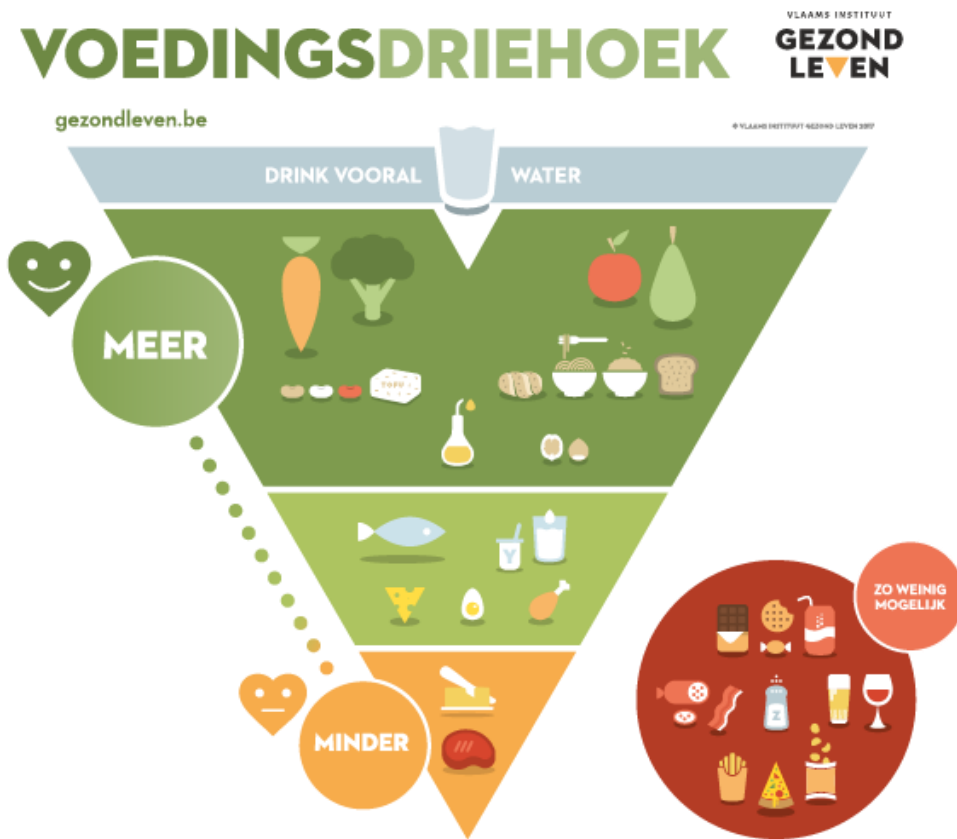 VLAAMS INSTITUUT
GEZOND
LEVEN
VOEDINGSDRIEHOEK
gezondleven.be
© VLAAMS INSTITUUT GEZOND LEVEN 2017
DRINK VOORAL WATER
MEER
TOFU
Y
ZO WEINIG
MOGELIJK
Z
MINDER